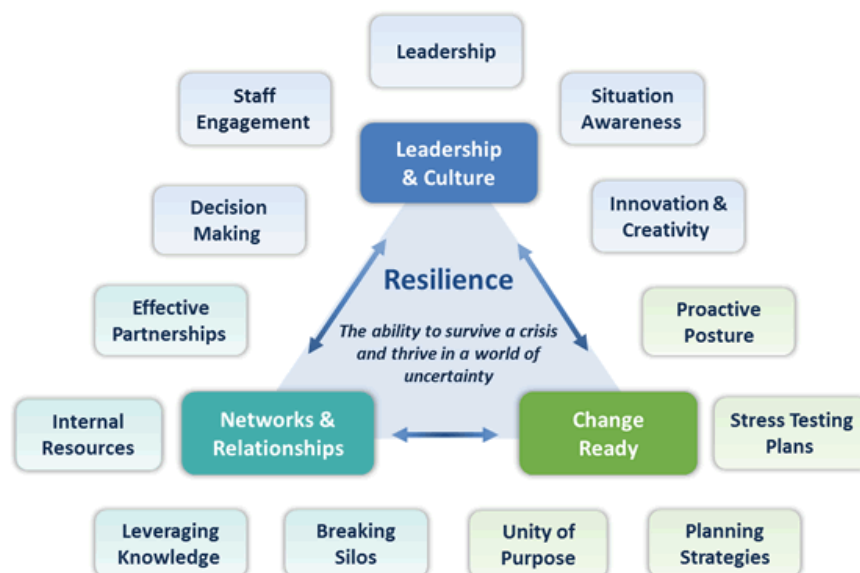 Leadership
Staff
Engagement
Situation
Awareness
Leadership
& Culture
Decision
Making
Innovation &
Creativity
Resilience
The ability to survive a crisis
and thrive in a world of
uncertainty
Effective
Partnerships
Proactive
Posture
Internal
Resources
Networks &
Relationships
Change
Ready
Stress Testing
Plans
Leveraging
Knowledge
Breaking
Silos
Unity of
Purpose
Planning
Strategies